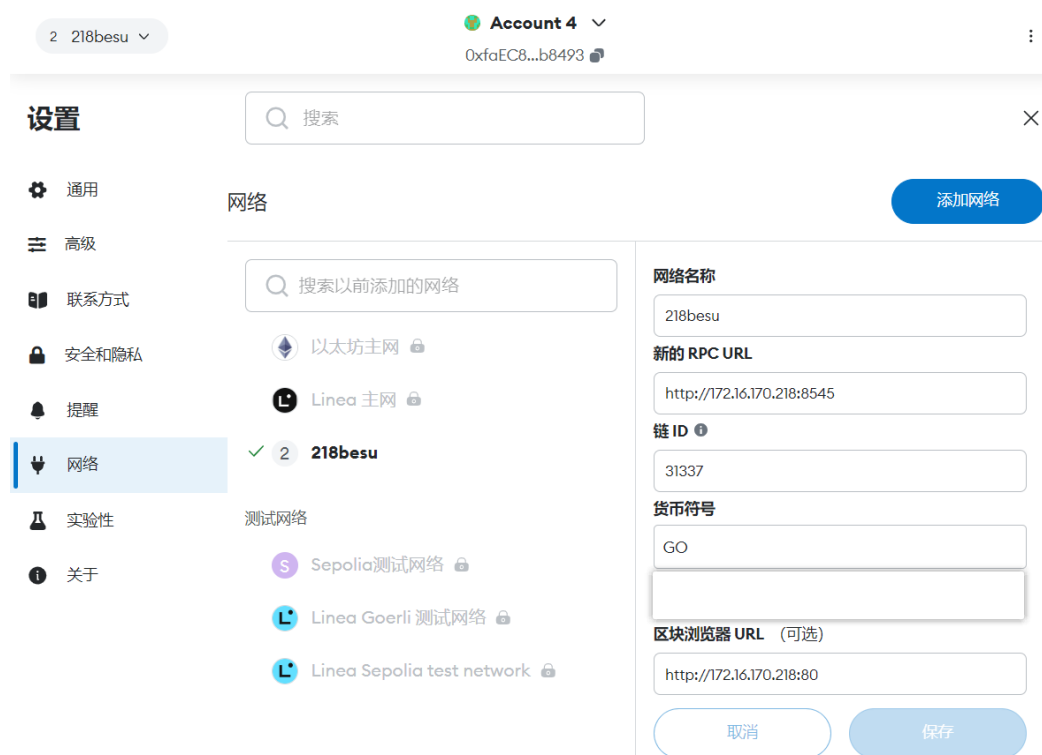 2 218besu
Account 4
0xfaEC8...b8493
设置
搜索
通用
高级
联系方式
安全和隐私
提醒
网络
实验性
关于
网络
添加网络
搜索以前添加的网络
以太坊主网
L Linea 主网
2 218besu
测试网络
S Sepolia测试网络
L Linea Goerli 测试网络
L Linea Sepolia test network
网络名称
218besu
新的 RPC URL
http://172.16.170.218:8545
链 ID
31337
货币符号
GO
区块浏览器 URL （可选）
http://172.16.170.218:80
取消
保存